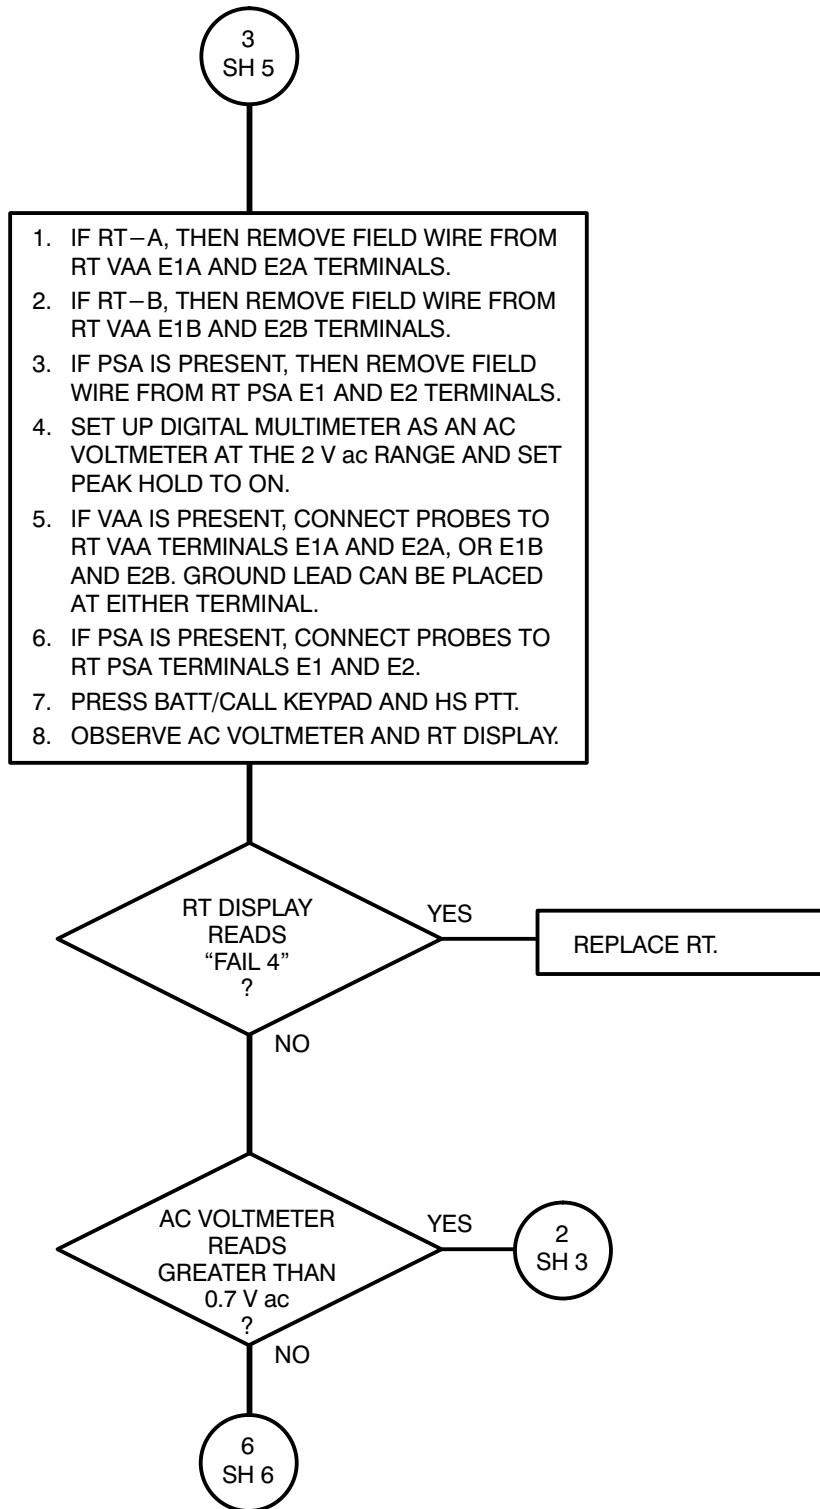 3
SH 5
1. IF RT–A, THEN REMOVE FIELD WIRE FROM
RT VAA E1A AND E2A TERMINALS.
2. IF RT–B, THEN REMOVE FIELD WIRE FROM
RT VAA E1B AND E2B TERMINALS.
3. IF PSA IS PRESENT, THEN REMOVE FIELD
WIRE FROM RT PSA E1 AND E2 TERMINALS.
4. SET UP DIGITAL MULTIMETER AS AN AC
VOLTMETER AT THE 2 V ac RANGE AND SET
PEAK HOLD TO ON.
5. IF VAA IS PRESENT, CONNECT PROBES TO
RT VAA TERMINALS E1A AND E2A, OR E1B
AND E2B. GROUND LEAD CAN BE PLACED
AT EITHER TERMINAL.
6. IF PSA IS PRESENT, CONNECT PROBES TO
RT PSA TERMINALS E1 AND E2.
7. PRESS BATT/CALL KEYPAD AND HS PTT.
8. OBSERVE AC VOLTMETER AND RT DISPLAY.
RT DISPLAY
READS
“FAIL 4”
?
YES
REPLACE RT.
NO
AC VOLTMETER
READS
GREATER THAN
0.7 V ac
?
YES
2
SH 3
NO
6
SH 6